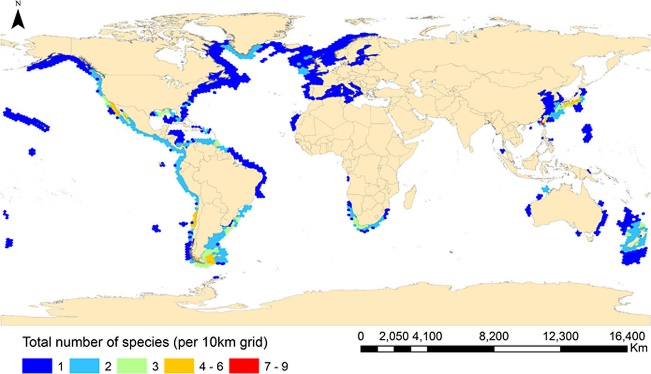 N
Total number of species (per 10km grid)
1 2 3 4 - 6 7 - 9
0 2,050 4,100 8,200 12,300 16,400
Km